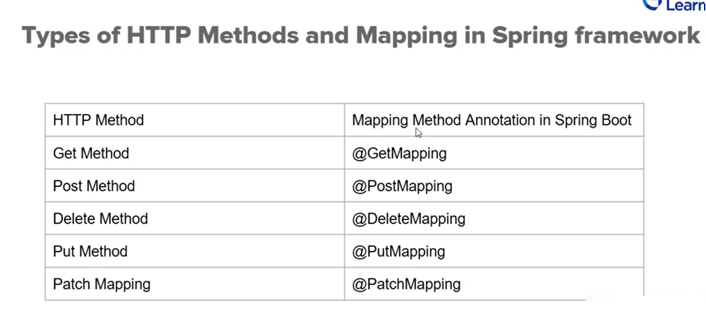 Learn
Types of HTTP Methods and Mapping in Spring framework
HTTP Method Mapping Method Annotation in Spring Boot
Get Method @GetMapping
Post Method @PostMapping
Delete Method @DeleteMapping
Put Method @PutMapping
Patch Mapping @PatchMapping